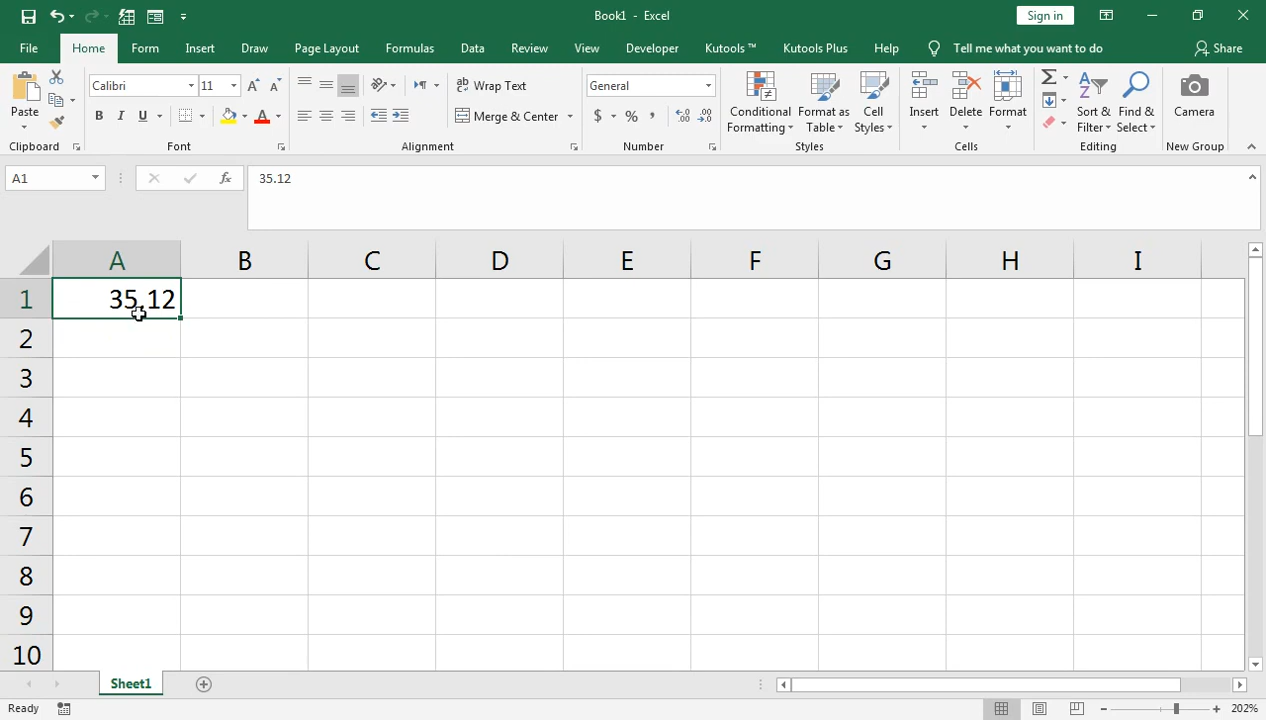 Book1 - Excel
Sign in
File Home Form Insert Draw Page Layout Formulas Data Review View Developer Kutools ™ Kutools Plus Help Tell me what you want to do Share
Paste
Calibri 11
B I U
Wrap Text
Merge & Center
General
$ % ,
Conditional Formatting
Format as Table
Cell Styles
Insert
Delete
Format
Sort & Filter
Find & Select
Camera
Clipboard Font Alignment Number Styles Cells Editing New Group
A1 fx 35.12
A B C D E F G H I
1 35.12
2
3
4
5
6
7
8
9
10
Sheet1
Ready 202%